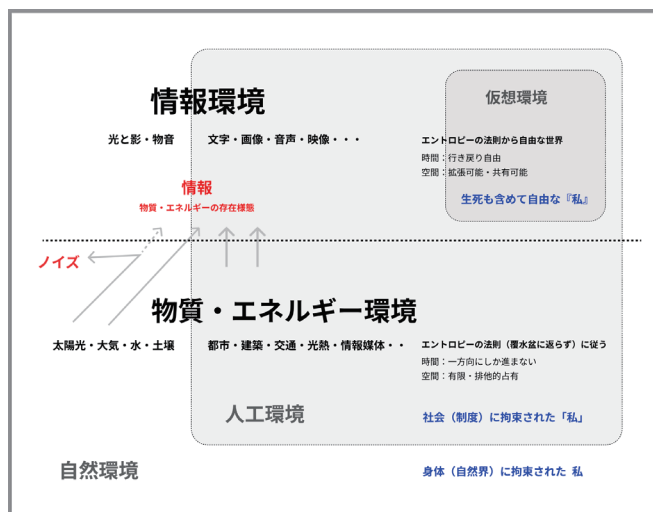 情報環境
仮想環境
光と影・物音
文字・画像・音声・映像・・・
エントロピーの法則から自由な世界
時間：行き戻り自由
空間：拡張可能・共有可能
情報
物質・エネルギーの存在様態
生死も含めて自由な『私』
ノイズ
物質・エネルギー環境
太陽光・大気・水・土壌
都市・建築・交通・光熱・情報媒体・・
エントロピーの法則（覆水盆に返らず）に従う
時間：一方向にしか進まない
空間：有限・排他的占有
人工環境
社会（制度）に拘束された「私」
自然環境
身体（自然界）に拘束された 私